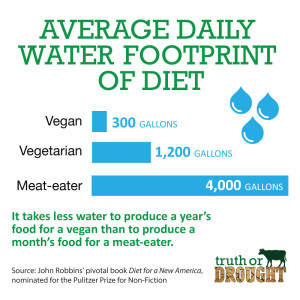 AVERAGE DAILY
WATER FOOTPRINT
OF DIET
Vegan 300 GALLONS
Vegetarian 1,200 GALLONS
Meat-eater 4,000 GALLONS
It takes less water to produce a year's
food for a vegan than to produce a
month's food for a meat-eater.
Source: John Robbins' pivotal book Diet for a New America,
nominated for the Pulitzer Prize for Non-Fiction
truth or
DROUGHT